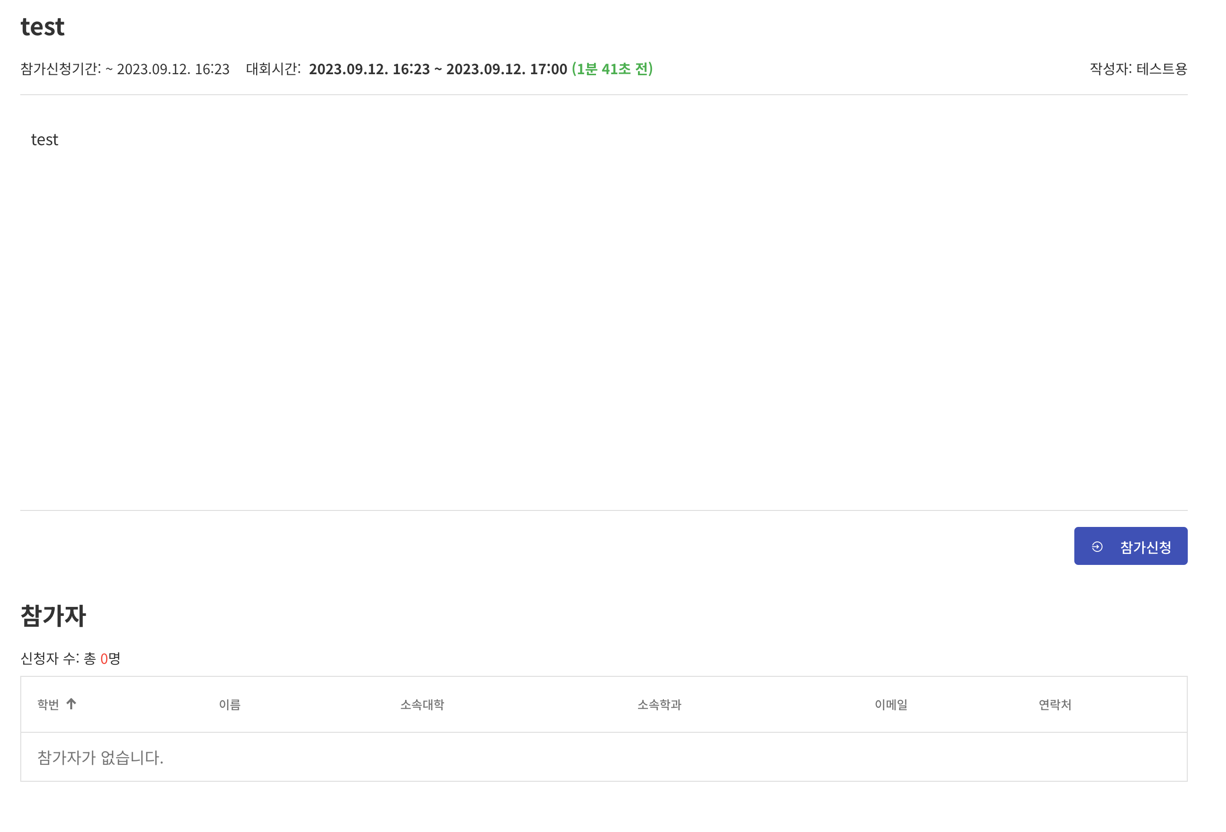 test
참가신청기간: ~ 2023.09.12. 16:23 대회시간: 2023.09.12. 16:23 ~ 2023.09.12. 17:00 (1분 41초 전) 작성자: 테스트용
test
참가신청
참가자
신청자 수: 총 0명
학번 ↑ 이름 소속대학 소속학과 이메일 연락처
참가자가 없습니다.